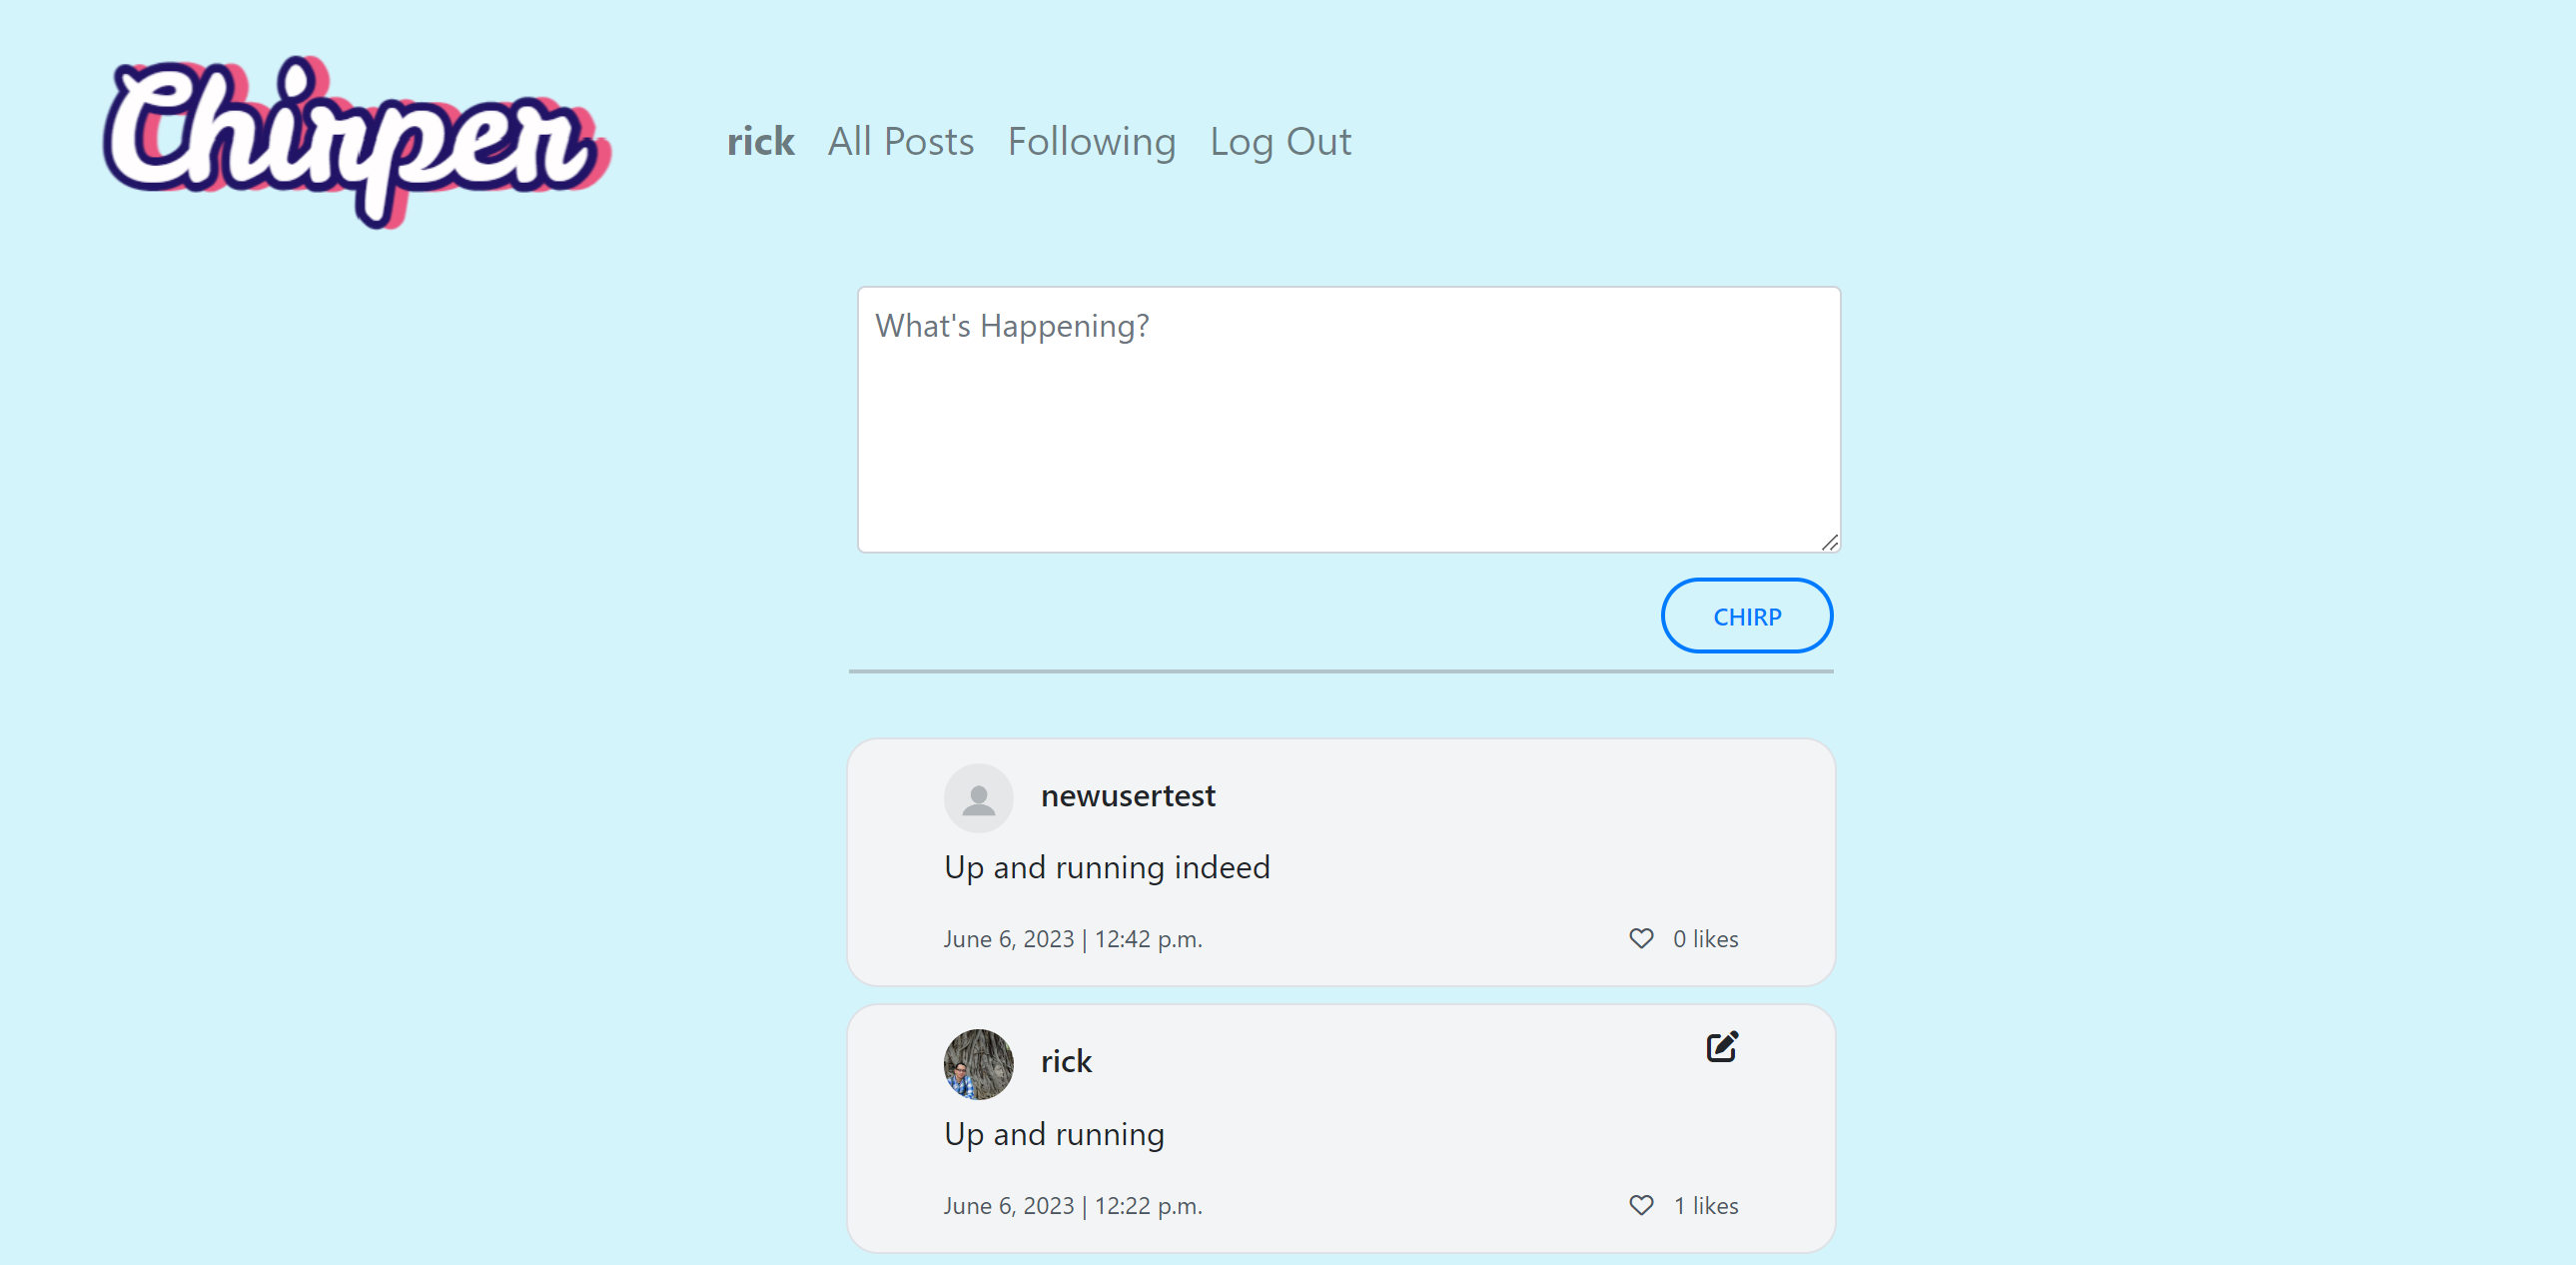 Chirper
rick All Posts Following Log Out
What's Happening?
CHIRP
newusertest
Up and running indeed
June 6, 2023 | 12:42 p.m. 0 likes
rick
Up and running
June 6, 2023 | 12:22 p.m. 1 likes